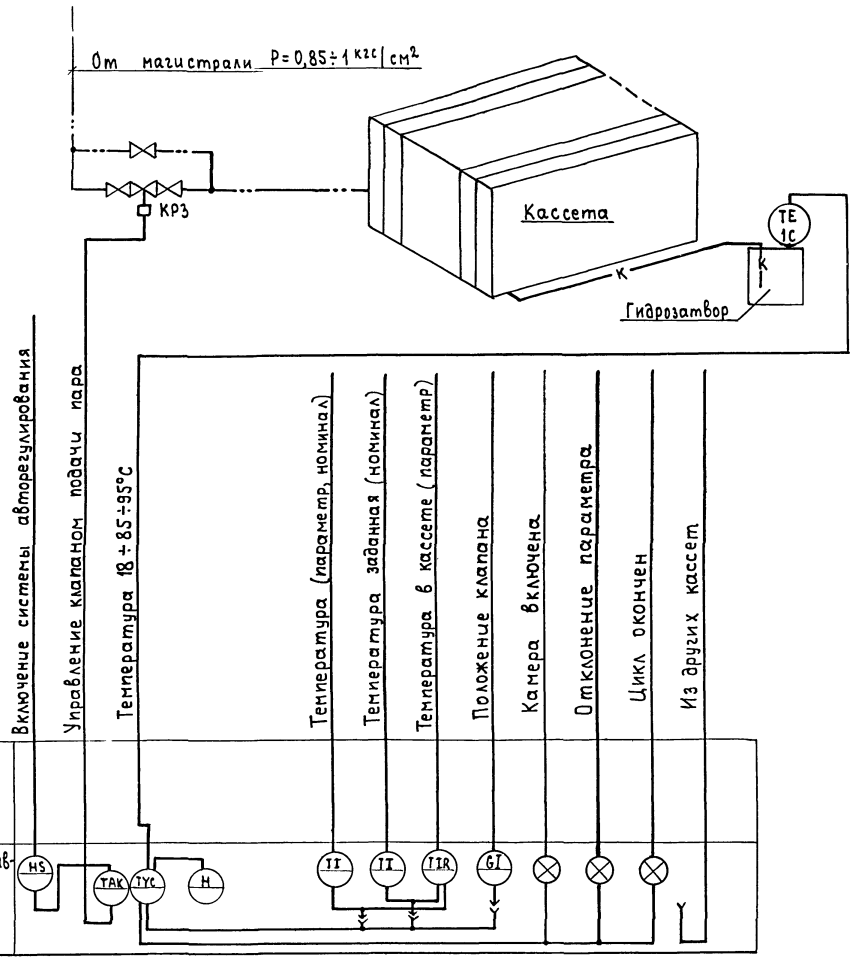 От магистрали P=0,85÷1 кгс/см²
КР3
Кассета
TE
1С
К
К
Гидрозатвор
Включение системы авторегулирования
Управление клапаном подачи пара
Температура 18÷85÷95°С
Температура (параметр, номинал)
Температура заданная (номинал)
Температура в кассете (параметр)
Положение клапана
Камера включена
Отклонение параметра
Цикл окончен
Из других кассет
HS
TAK
TYC
H
TI
TI
TIR
GI